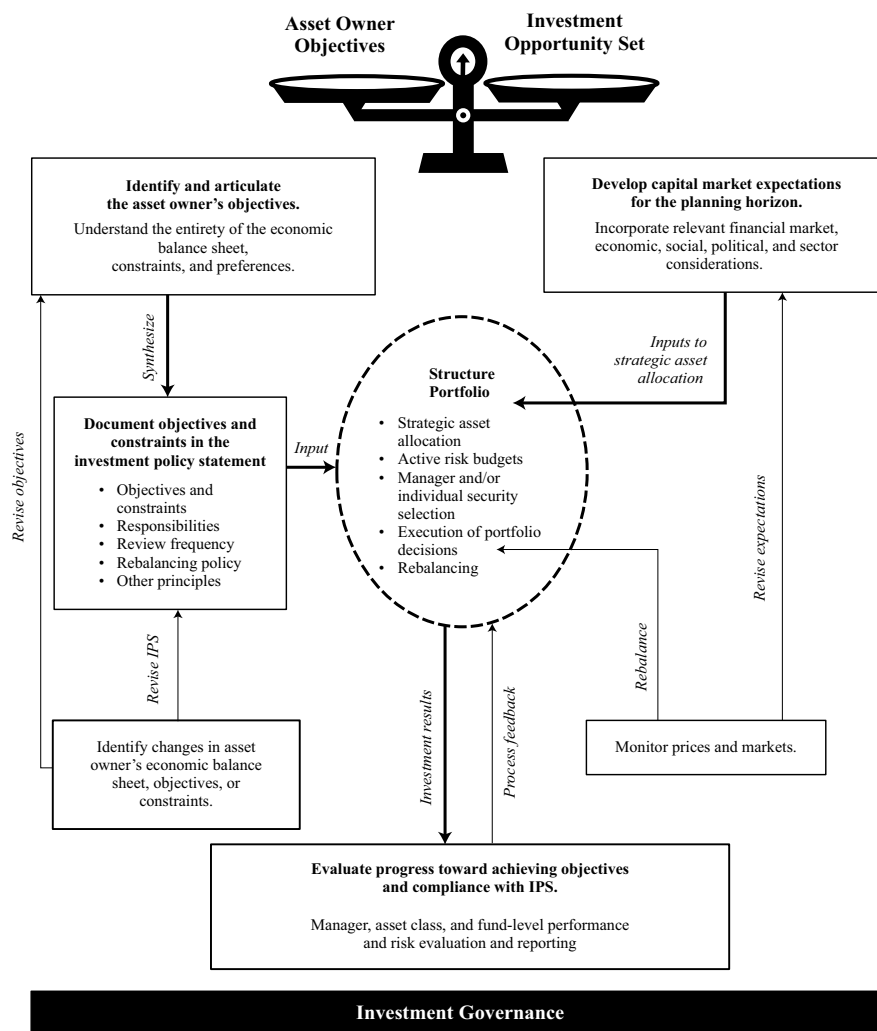 Asset Owner
Objectives
Investment
Opportunity Set
Identify and articulate
the asset owner’s objectives.
Understand the entirety of the economic
balance sheet,
constraints, and preferences.
Develop capital market expectations
for the planning horizon.
Incorporate relevant financial market,
economic, social, political, and sector
considerations.
Synthesize
Inputs to
strategic asset
allocation
Revise objectives
Document objectives and
constraints in the
investment policy statement
• Objectives and
constraints
• Responsibilities
• Review frequency
• Rebalancing policy
• Other principles
Input
Structure
Portfolio
• Strategic asset
allocation
• Active risk budgets
• Manager and/or
individual security
selection
• Execution of portfolio
decisions
• Rebalancing
Revise expectations
Revise IPS
Rebalance
Identify changes in asset
owner’s economic balance
sheet, objectives, or
constraints.
Investment results
Process feedback
Monitor prices and markets.
Evaluate progress toward achieving objectives
and compliance with IPS.
Manager, asset class, and fund-level performance
and risk evaluation and reporting
Investment Governance